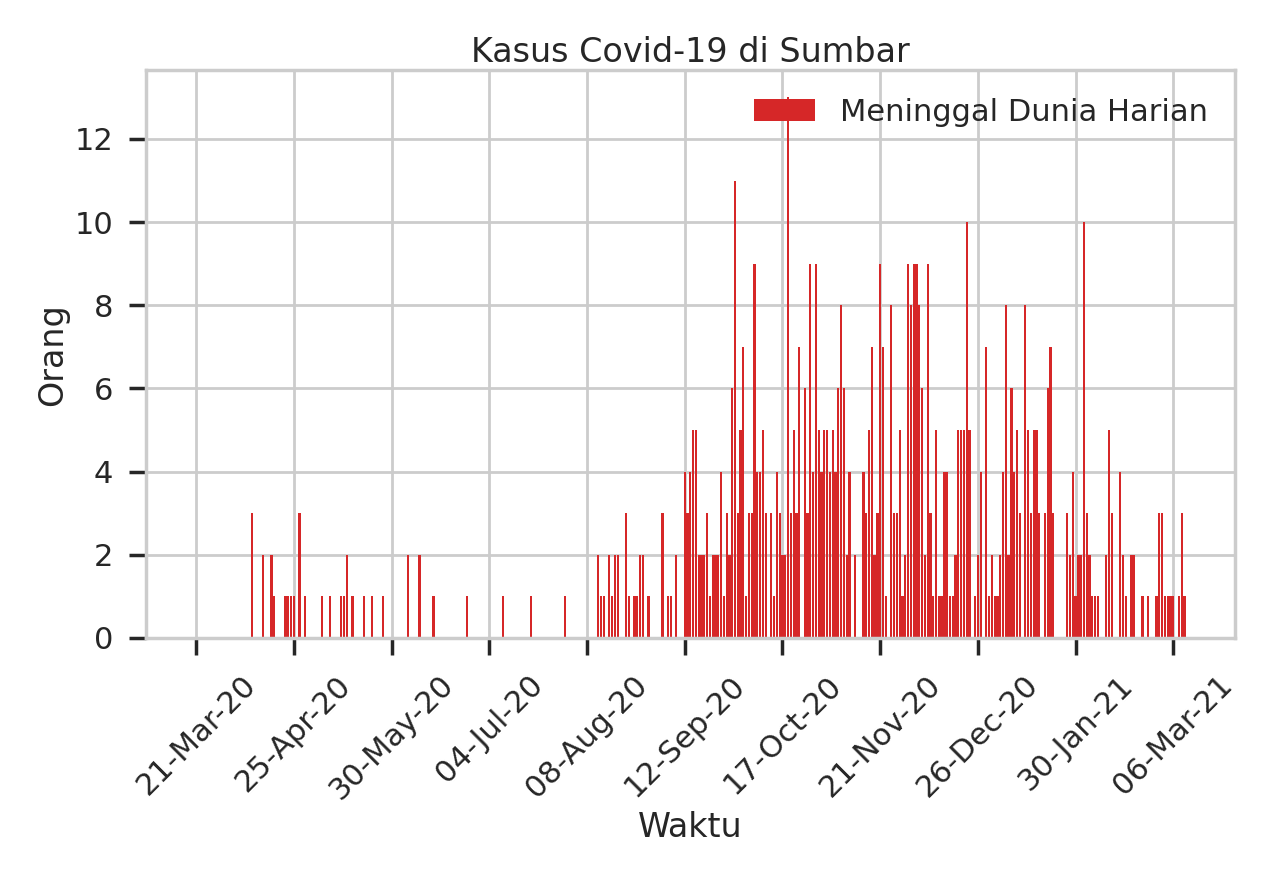 Kasus Covid-19 di Sumbar
Meninggal Dunia Harian
Orang
12
10
8
6
4
2
0
21-Mar-20
25-Apr-20
30-May-20
04-Jul-20
08-Aug-20
12-Sep-20
17-Oct-20
21-Nov-20
26-Dec-20
30-Jan-21
06-Mar-21
Waktu